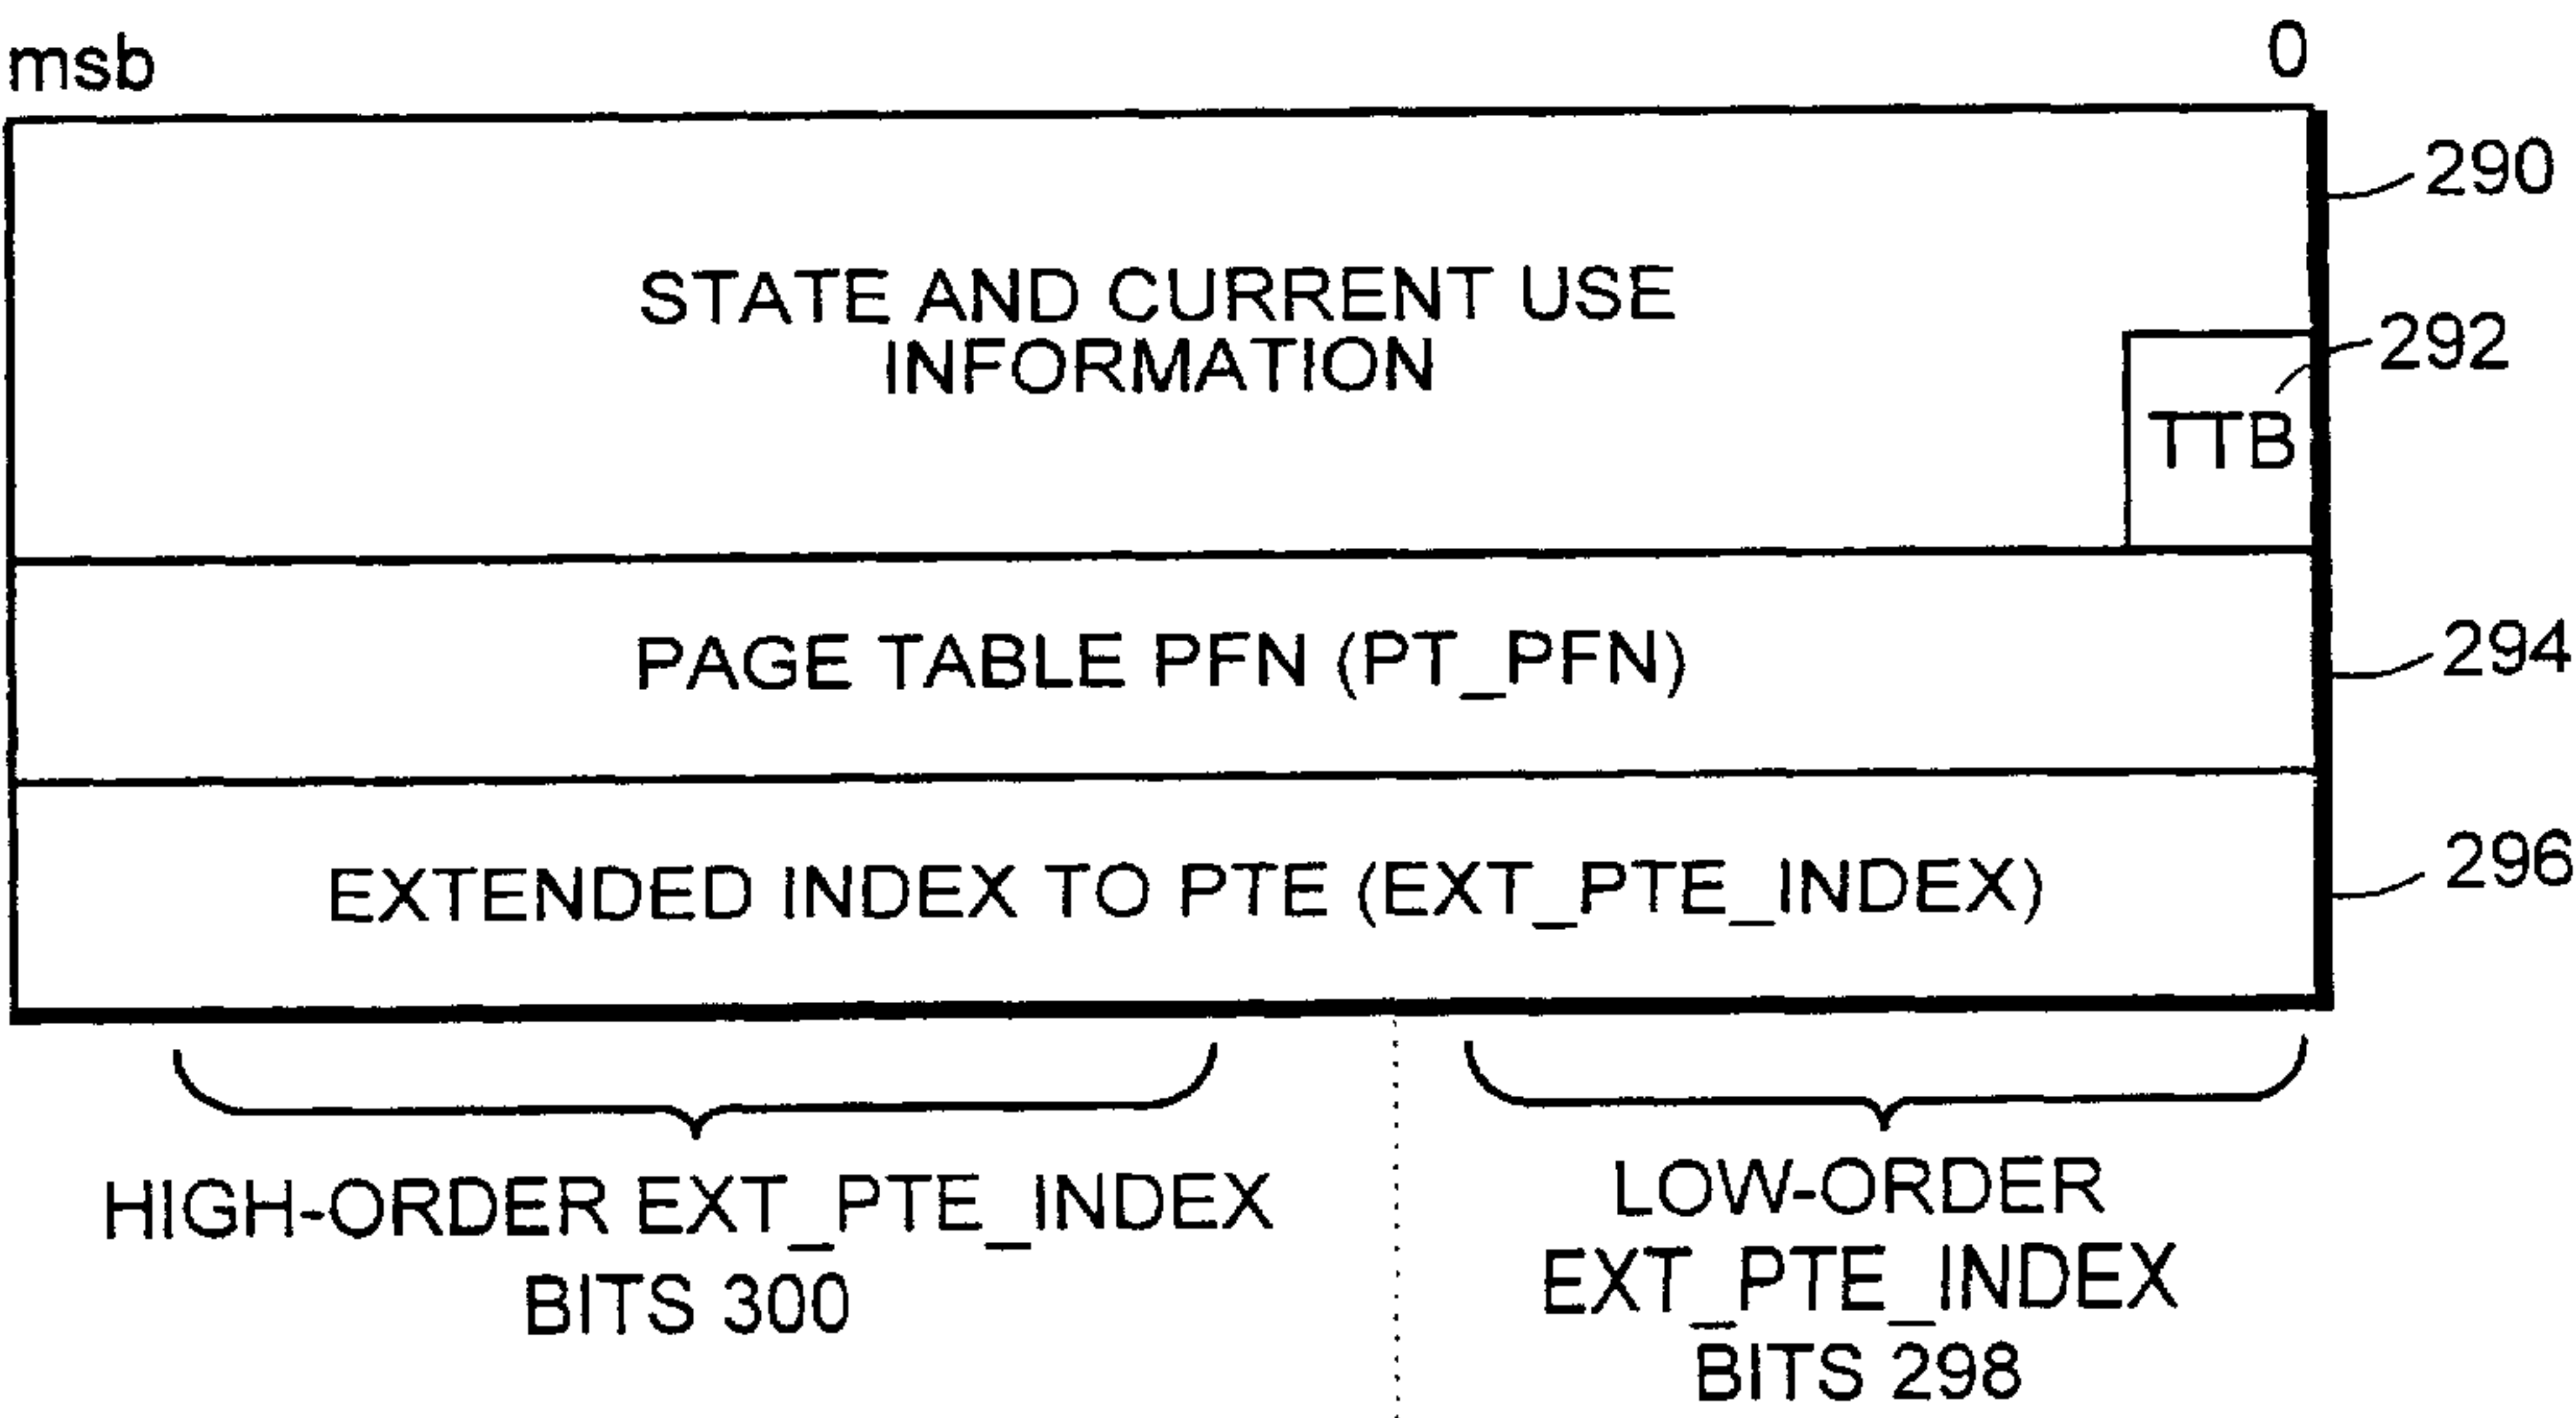 msb 0
290
STATE AND CURRENT USE
INFORMATION
292
TTB
PAGE TABLE PFN (PT_PFN)
294
EXTENDED INDEX TO PTE (EXT_PTE_INDEX)
296
HIGH-ORDER EXT_PTE_INDEX
BITS 300
LOW-ORDER
EXT_PTE_INDEX
BITS 298